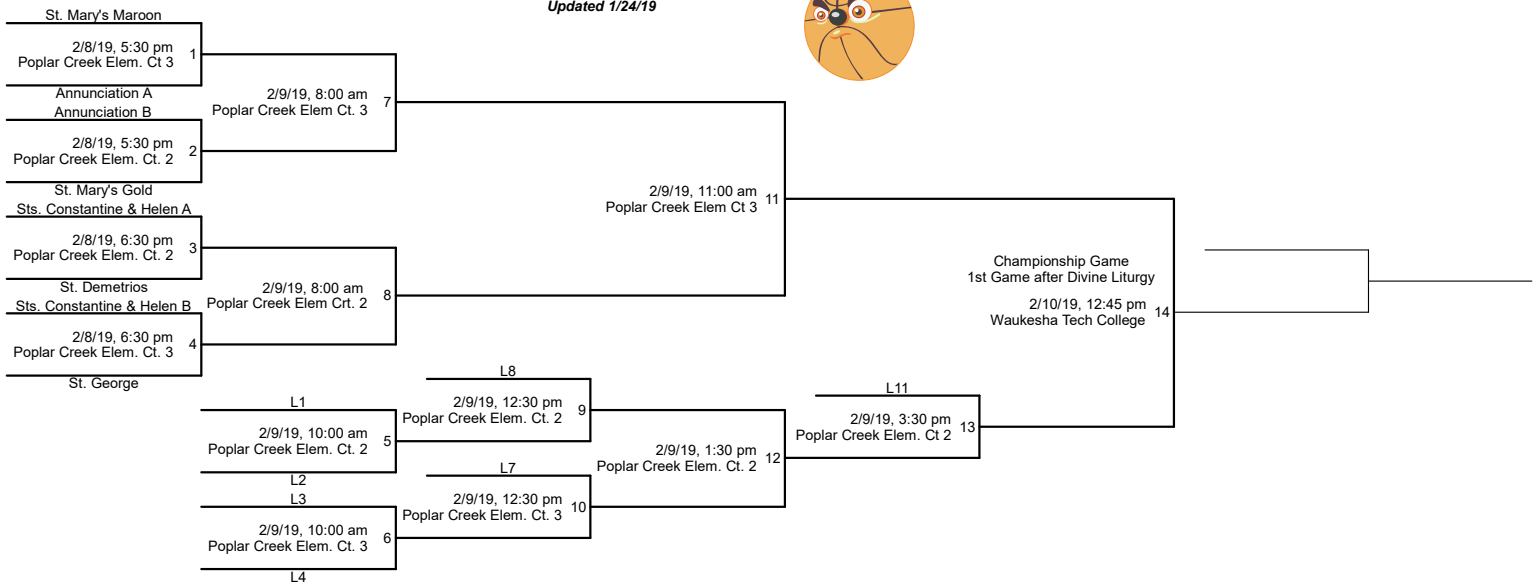 Updated 1/24/19
St. Mary's Maroon
2/8/19, 5:30 pm
Poplar Creek Elem. Ct 3
1
Annunciation A
Annunciation B
2/8/19, 5:30 pm
Poplar Creek Elem. Ct. 2
2
St. Mary's Gold
Sts. Constantine & Helen A
2/8/19, 6:30 pm
Poplar Creek Elem. Ct. 2
3
St. Demetrios
Sts. Constantine & Helen B
2/8/19, 6:30 pm
Poplar Creek Elem. Ct. 3
4
St. George
2/9/19, 8:00 am
Poplar Creek Elem Ct. 3
7
2/9/19, 8:00 am
Poplar Creek Elem Crt. 2
8
L1
2/9/19, 10:00 am
Poplar Creek Elem. Ct. 2
5
L2
L3
2/9/19, 10:00 am
Poplar Creek Elem. Ct. 3
6
L4
L8
2/9/19, 12:30 pm
Poplar Creek Elem. Ct. 2
9
L7
2/9/19, 12:30 pm
Poplar Creek Elem. Ct. 3
10
2/9/19, 11:00 am
Poplar Creek Elem Ct 3
11
2/9/19, 1:30 pm
Poplar Creek Elem. Ct. 2
12
L11
2/9/19, 3:30 pm
Poplar Creek Elem. Ct 2
13
Championship Game
1st Game after Divine Liturgy
2/10/19, 12:45 pm
Waukesha Tech College
14